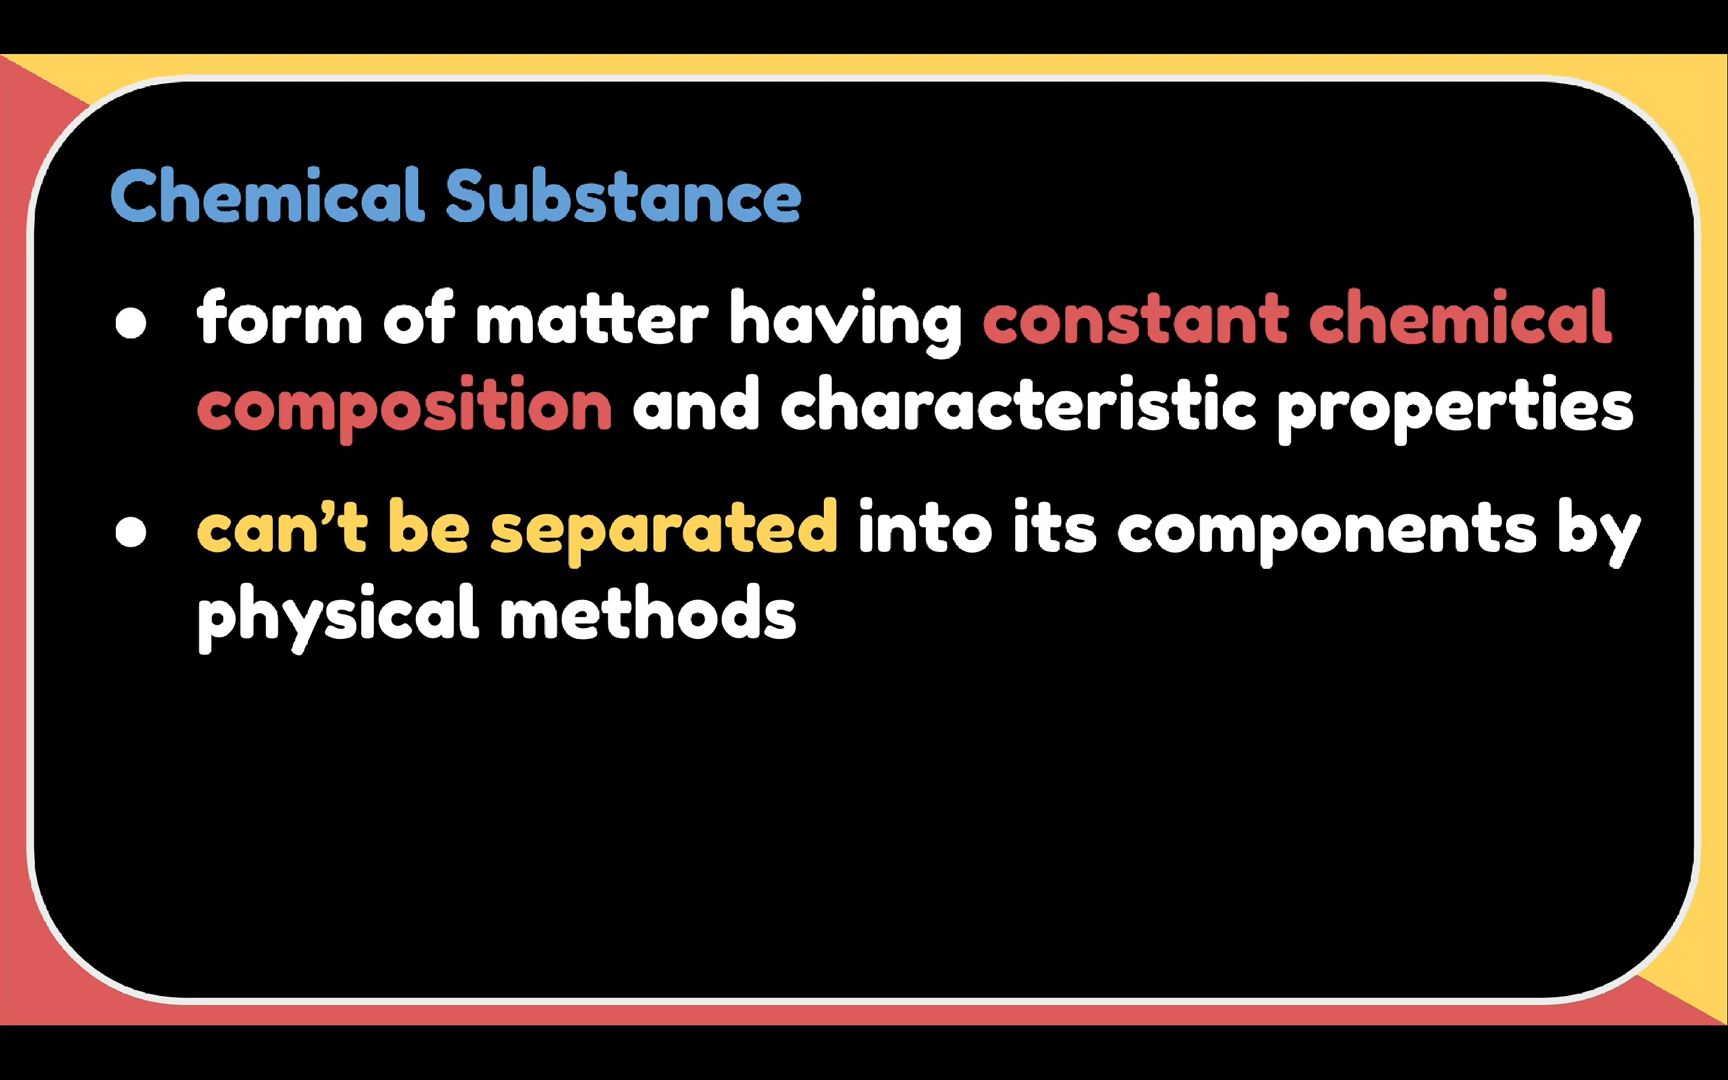 Chemical Substance
● form of matter having constant chemical
composition and characteristic properties
● can’t be separated into its components by
physical methods